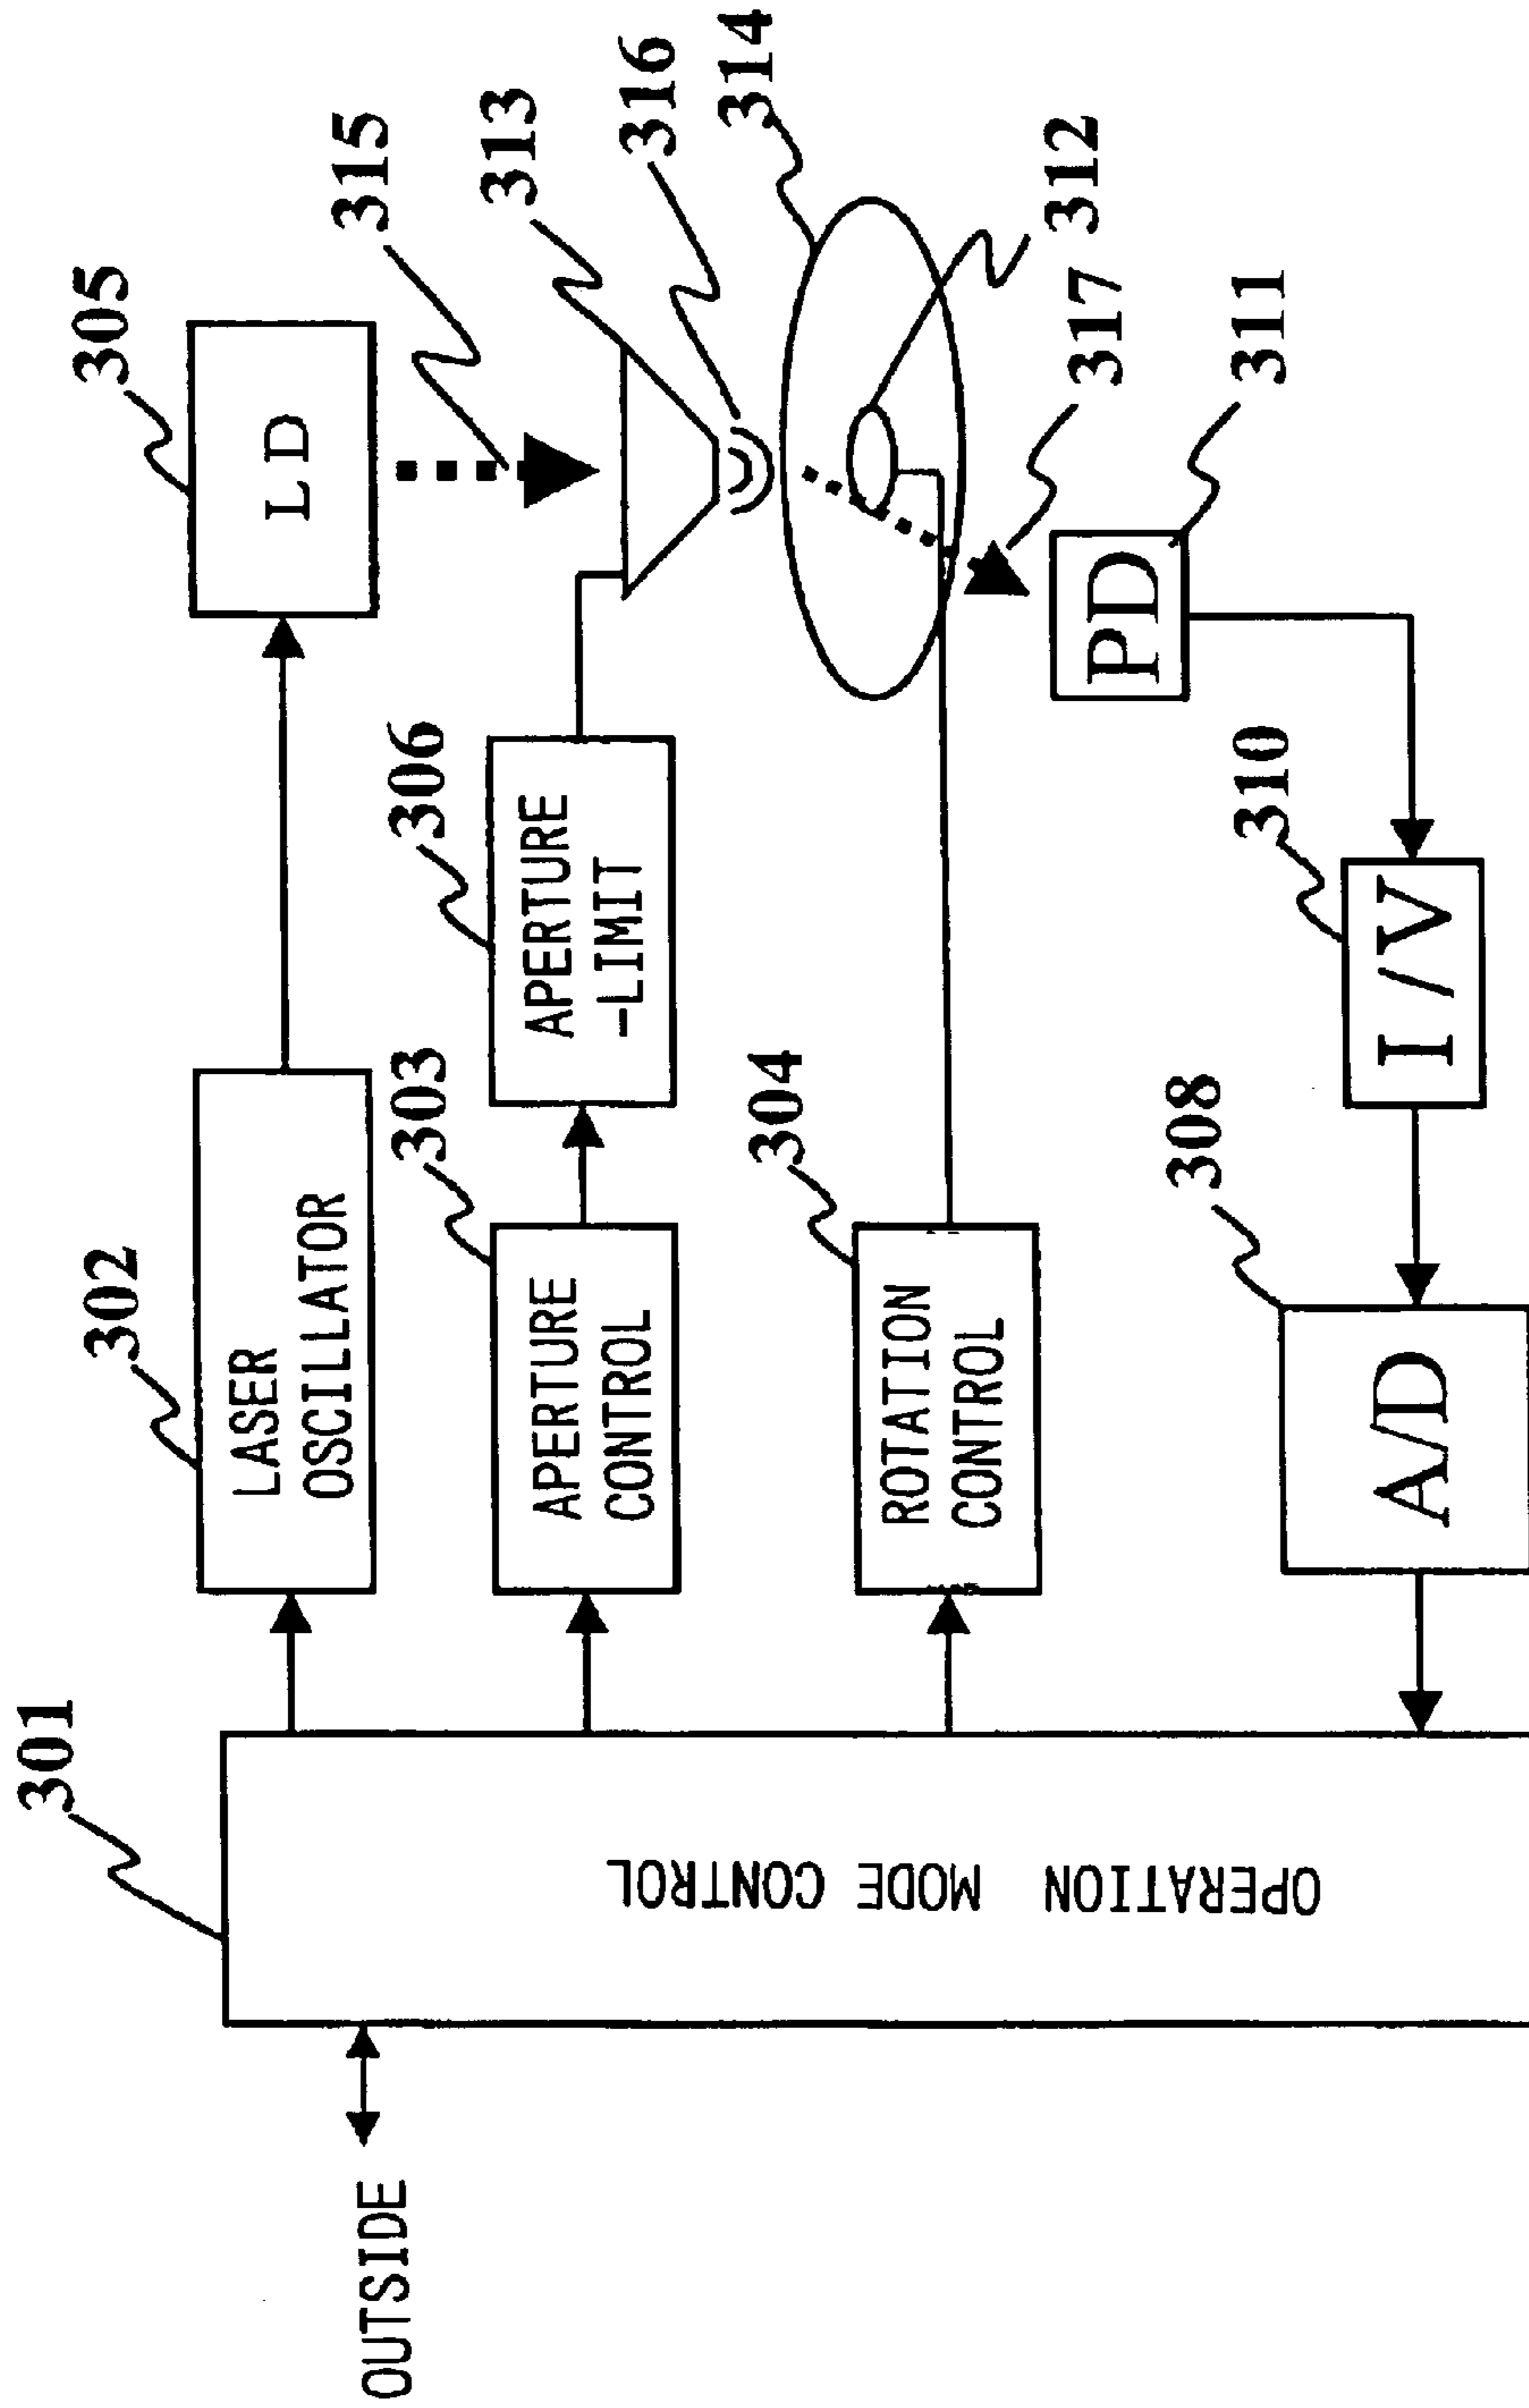 OUTSIDE
301
OPERATION MODE CONTROL
302
LASER
OSCILLATOR
305
LD
315
303
APERTURE
CONTROL
306
APERTURE
-LIMIT
313
316
314
304
ROTATION
CONTROL
312
317
311
PD
308
A/D
310
I/V